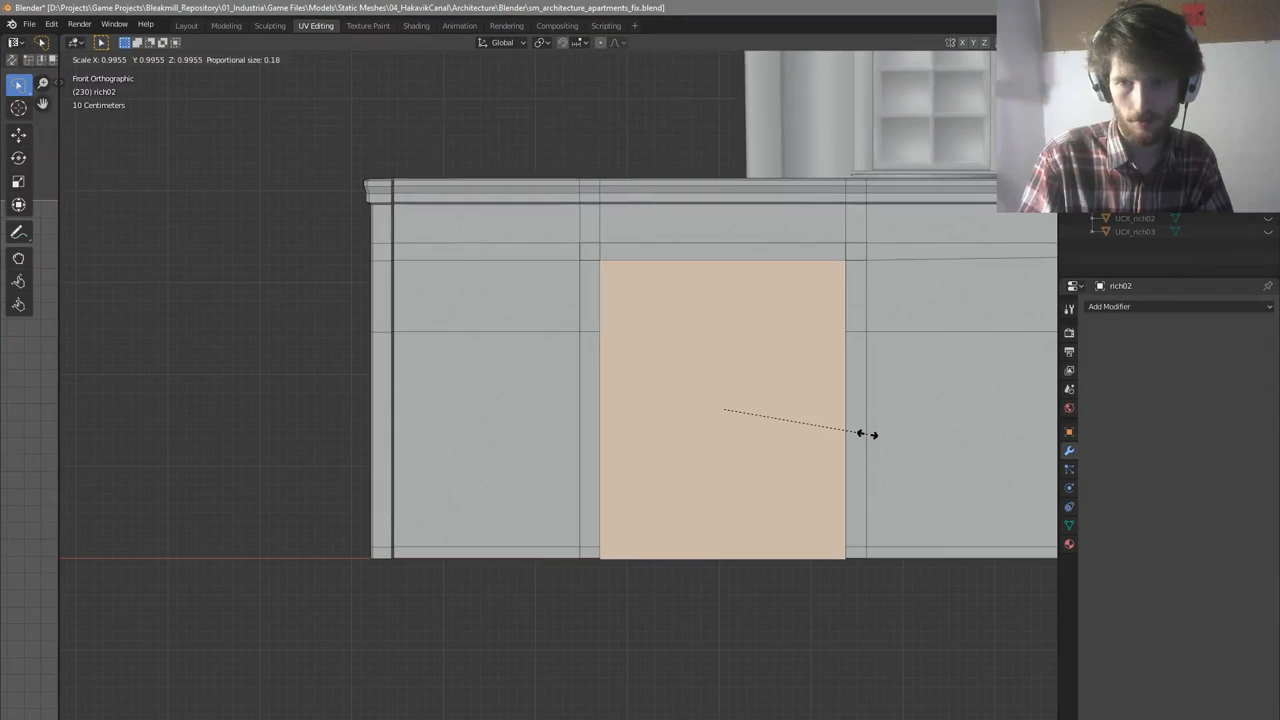 Blender* [D:\Projects\Game Projects\Bleakmill_Repository\01_Industria\Game Files\Models\Static Meshes\04_HakavikCanal\Architecture\Blender\sm_architecture_apartments_fix.blend]
File Edit Render Window Help Layout Modeling Sculpting UV Editing Texture Paint Shading Animation Rendering Compositing Scripting +
Global X Y Z
Scale X: 0.9955 Y: 0.9955 Z: 0.9955 Proportional size: 0.18
Front Orthographic
(230) rich02
10 Centimeters
UCX_rich02
UCX_rich03
rich02
Add Modifier